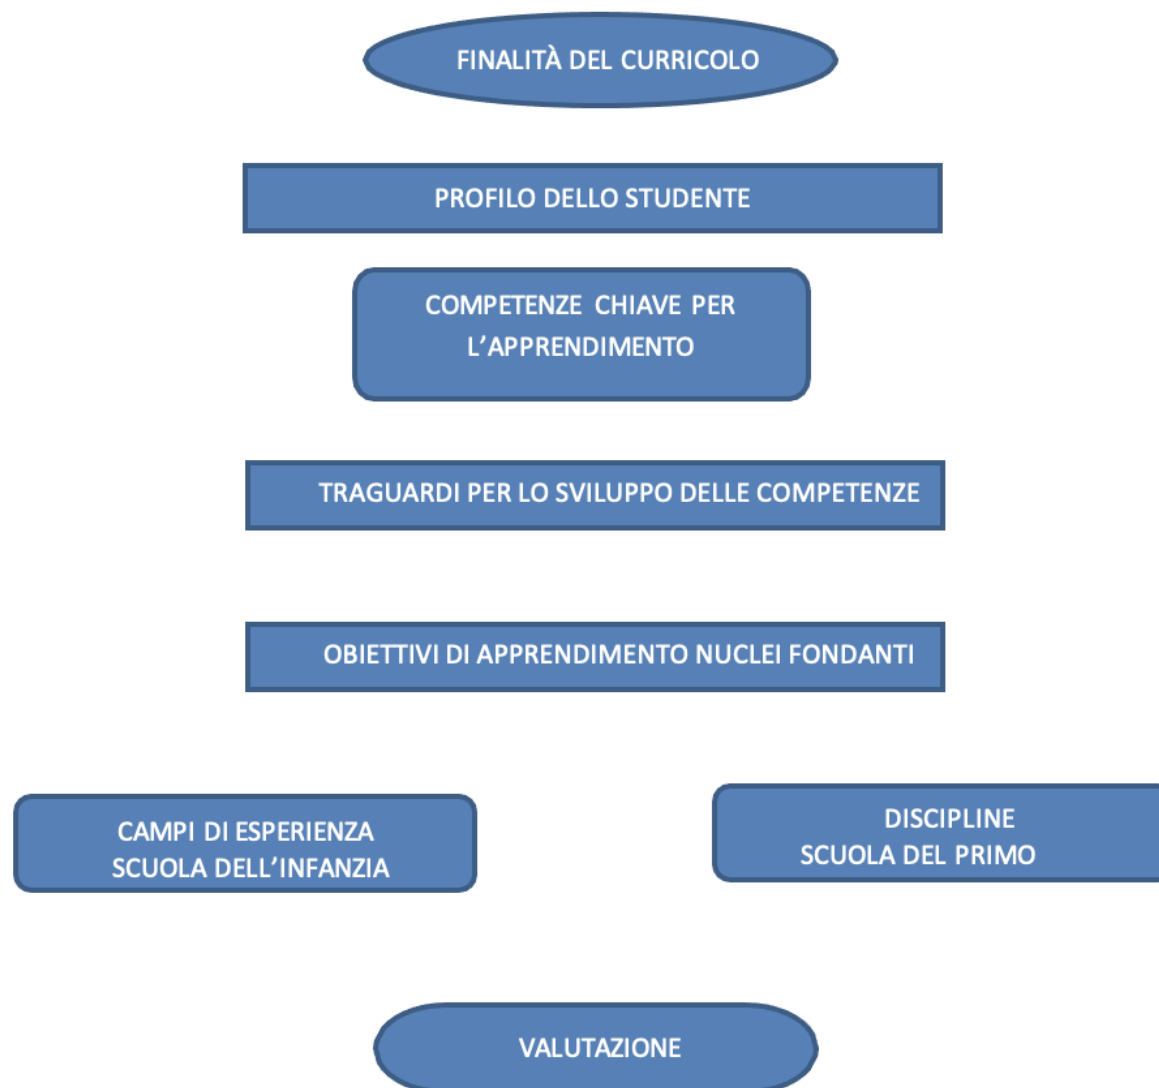 FINALITÀ DEL CURRICOLO
PROFILO DELLO STUDENTE
COMPETENZE CHIAVE PER
L’APPRENDIMENTO
TRAGUARDI PER LO SVILUPPO DELLE COMPETENZE
OBIETTIVI DI APPRENDIMENTO NUCLEI FONDANTI
CAMPI DI ESPERIENZA
SCUOLA DELL’INFANZIA
DISCIPLINE
SCUOLA DEL PRIMO
VALUTAZIONE